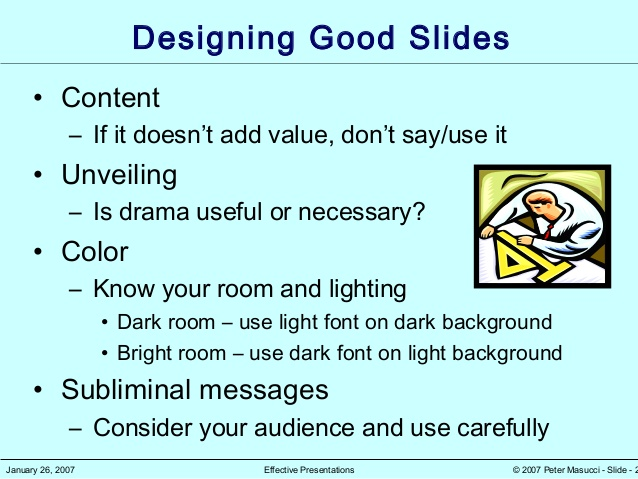 Designing Good Slides
• Content
– If it doesn’t add value, don’t say/use it
• Unveiling
– Is drama useful or necessary?
• Color
– Know your room and lighting
• Dark room – use light font on dark background
• Bright room – use dark font on light background
• Subliminal messages
– Consider your audience and use carefully
January 26, 2007 Effective Presentations © 2007 Peter Masucci - Slide -